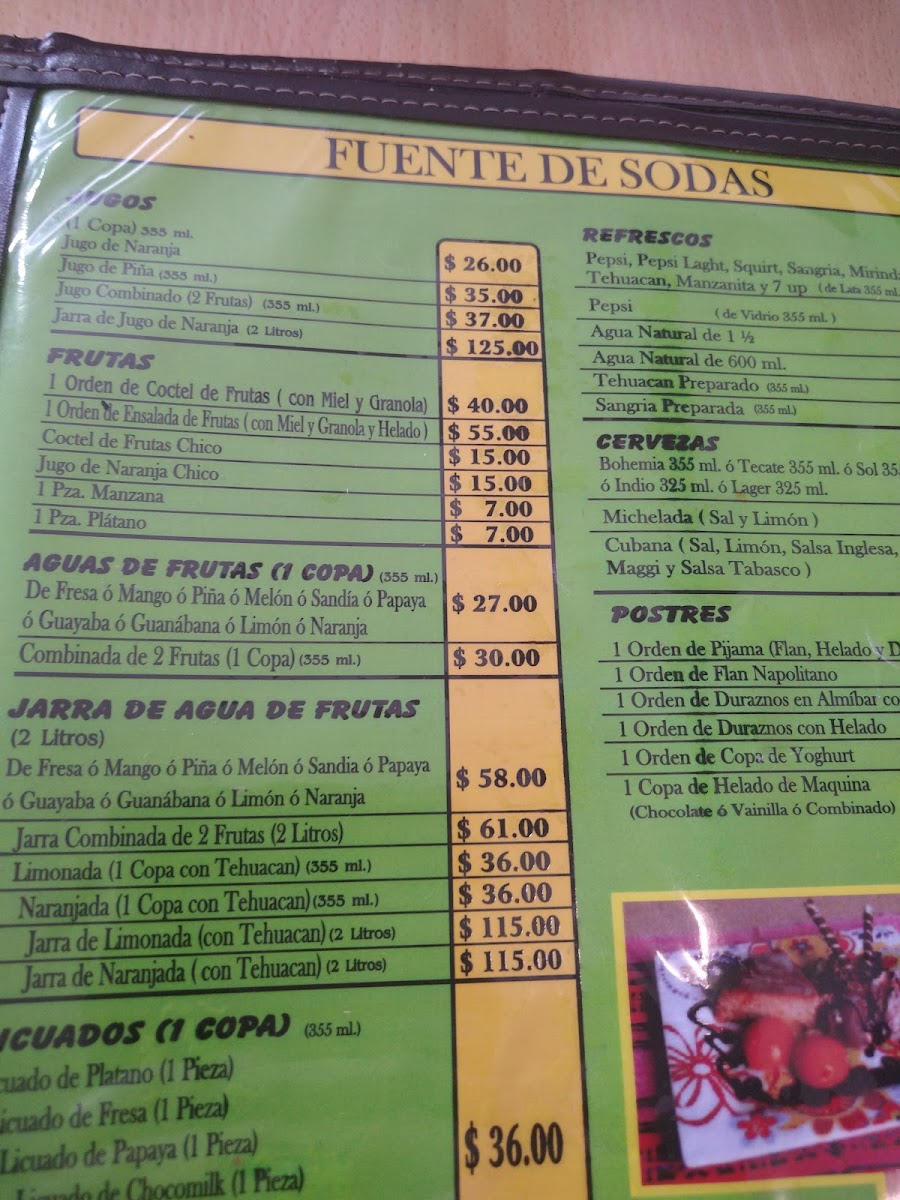 FUENTE DE SODAS
JUGOS
(1 Copa) 355 ml.
Jugo de Naranja $ 26.00
Jugo de Piña (355 ml.) $ 35.00
Jugo Combinado (2 Frutas) (355 ml.) $ 37.00
Jarra de Jugo de Naranja (2 Litros) $ 125.00
FRUTAS
1 Orden de Coctel de Frutas ( con Miel y Granola) $ 40.00
1 Orden de Ensalada de Frutas ( con Miel y Granola y Helado ) $ 55.00
Coctel de Frutas Chico $ 15.00
Jugo de Naranja Chico $ 15.00
1 Pza. Manzana $ 7.00
1 Pza. Plátano $ 7.00
AGUAS DE FRUTAS (1 COPA) (355 ml.)
De Fresa ó Mango ó Piña ó Melón ó Sandía ó Papaya
ó Guayaba ó Guanábana ó Limón ó Naranja $ 27.00
Combinada de 2 Frutas (1 Copa) (355 ml.) $ 30.00
JARRA DE AGUA DE FRUTAS
(2 Litros)
De Fresa ó Mango ó Piña ó Melón ó Sandia ó Papaya
ó Guayaba ó Guanábana ó Limón ó Naranja $ 58.00
Jarra Combinada de 2 Frutas (2 Litros) $ 61.00
Limonada (1 Copa con Tehuacan) (355 ml.) $ 36.00
Naranjada (1 Copa con Tehuacan) (355 ml.) $ 36.00
Jarra de Limonada (con Tehuacan) (2 Litros) $ 115.00
Jarra de Naranjada ( con Tehuacan) (2 Litros) $ 115.00
ICUADOS (1 COPA) (355 ml.)
cuado de Platano (1 Pieza)
icuado de Fresa (1 Pieza)
Licuado de Papaya (1 Pieza) $ 36.00
Licuado de Chocomilk (1 Pieza)
REFRESCOS
Pepsi, Pepsi Laght, Squirt, Sangria, Mirind
Tehuacan, Manzanita y 7 up ( de Lata 355 ml.
Pepsi ( de Vidrio 355 ml. )
Agua Natural de 1 ½
Agua Natural de 600 ml.
Tehuacan Preparado (355 ml.)
Sangria Preparada (355 ml.)
CERVEZAS
Bohemia 355 ml. ó Tecate 355 ml. ó Sol 35
ó Indio 325 ml. ó Lager 325 ml.
Michelada ( Sal y Limón )
Cubana ( Sal, Limón, Salsa Inglesa,
Maggi y Salsa Tabasco )
POSTRES
1 Orden de Pijama (Flan, Helado y D
1 Orden de Flan Napolitano
1 Orden de Duraznos en Almíbar co
1 Orden de Duraznos con Helado
1 Orden de Copa de Yoghurt
1 Copa de Helado de Maquina
(Chocolate ó Vainilla ó Combinado)